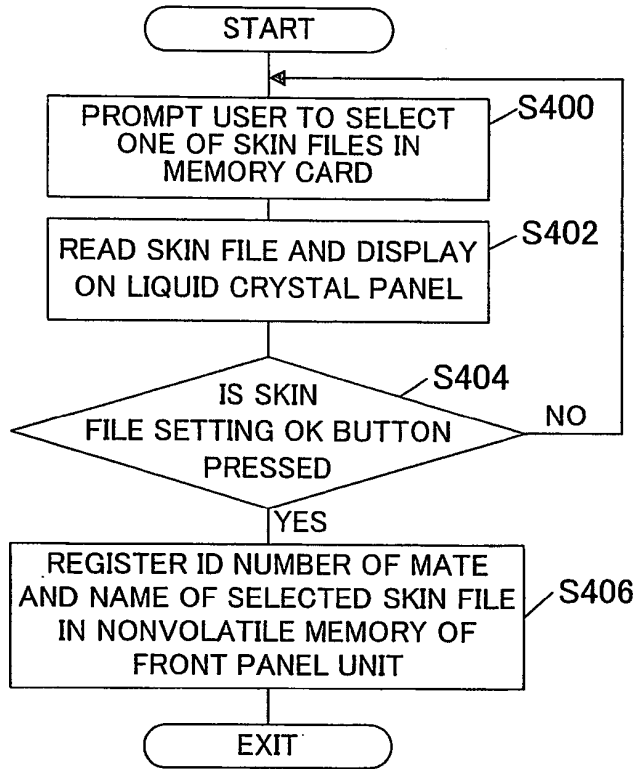 START
PROMPT USER TO SELECT
ONE OF SKIN FILES IN
MEMORY CARD
S400
READ SKIN FILE AND DISPLAY
ON LIQUID CRYSTAL PANEL
S402
IS SKIN
FILE SETTING OK BUTTON
PRESSED
S404
NO
YES
REGISTER ID NUMBER OF MATE
AND NAME OF SELECTED SKIN FILE
IN NONVOLATILE MEMORY OF
FRONT PANEL UNIT
S406
EXIT